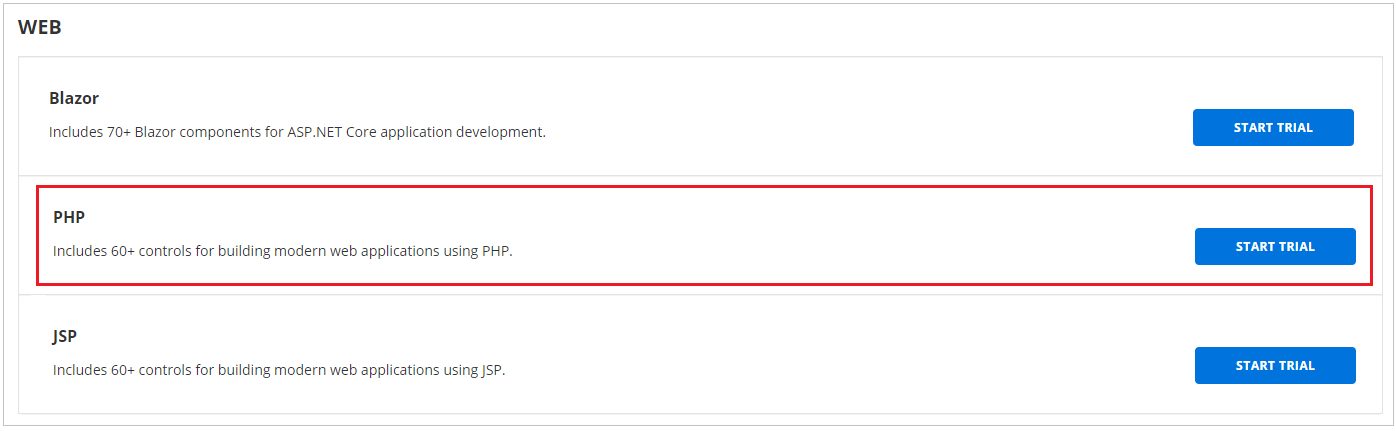 WEB
Blazor
Includes 70+ Blazor components for ASP.NET Core application development.
START TRIAL
PHP
Includes 60+ controls for building modern web applications using PHP.
START TRIAL
JSP
Includes 60+ controls for building modern web applications using JSP.
START TRIAL